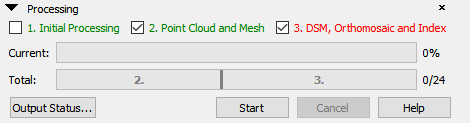 Processing
1. Initial Processing 2. Point Cloud and Mesh 3. DSM, Orthomosaic and Index
Current: 0%
Total: 2. 3. 0/24
Output Status... Start Cancel Help